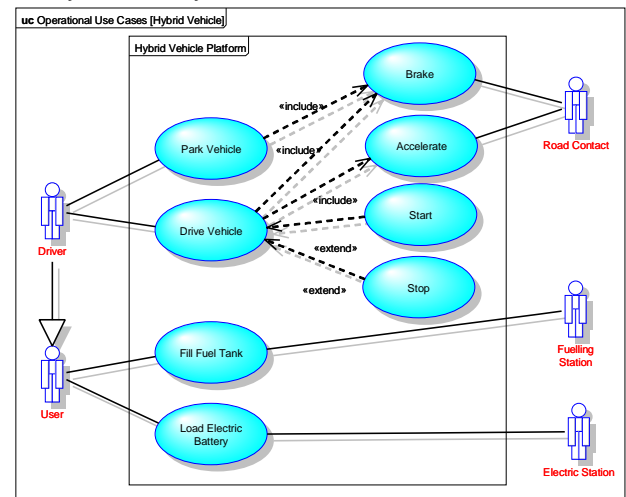 uc Operational Use Cases [Hybrid Vehicle]
Hybrid Vehicle Platform
Brake
«include»
Park Vehicle
«include»
Accelerate
Road Contact
«include»
Start
Drive Vehicle
Driver
«extend»
Stop
«extend»
Fill Fuel Tank
Fuelling
Station
User
Load Electric
Battery
Electric Station